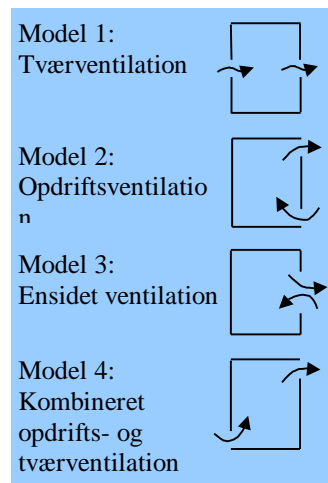 Model 1:
Tværventilation
Model 2:
Opdriftsventilatio
n
Model 3:
Ensidet ventilation
Model 4:
Kombineret
opdrifts- og
tværventilation